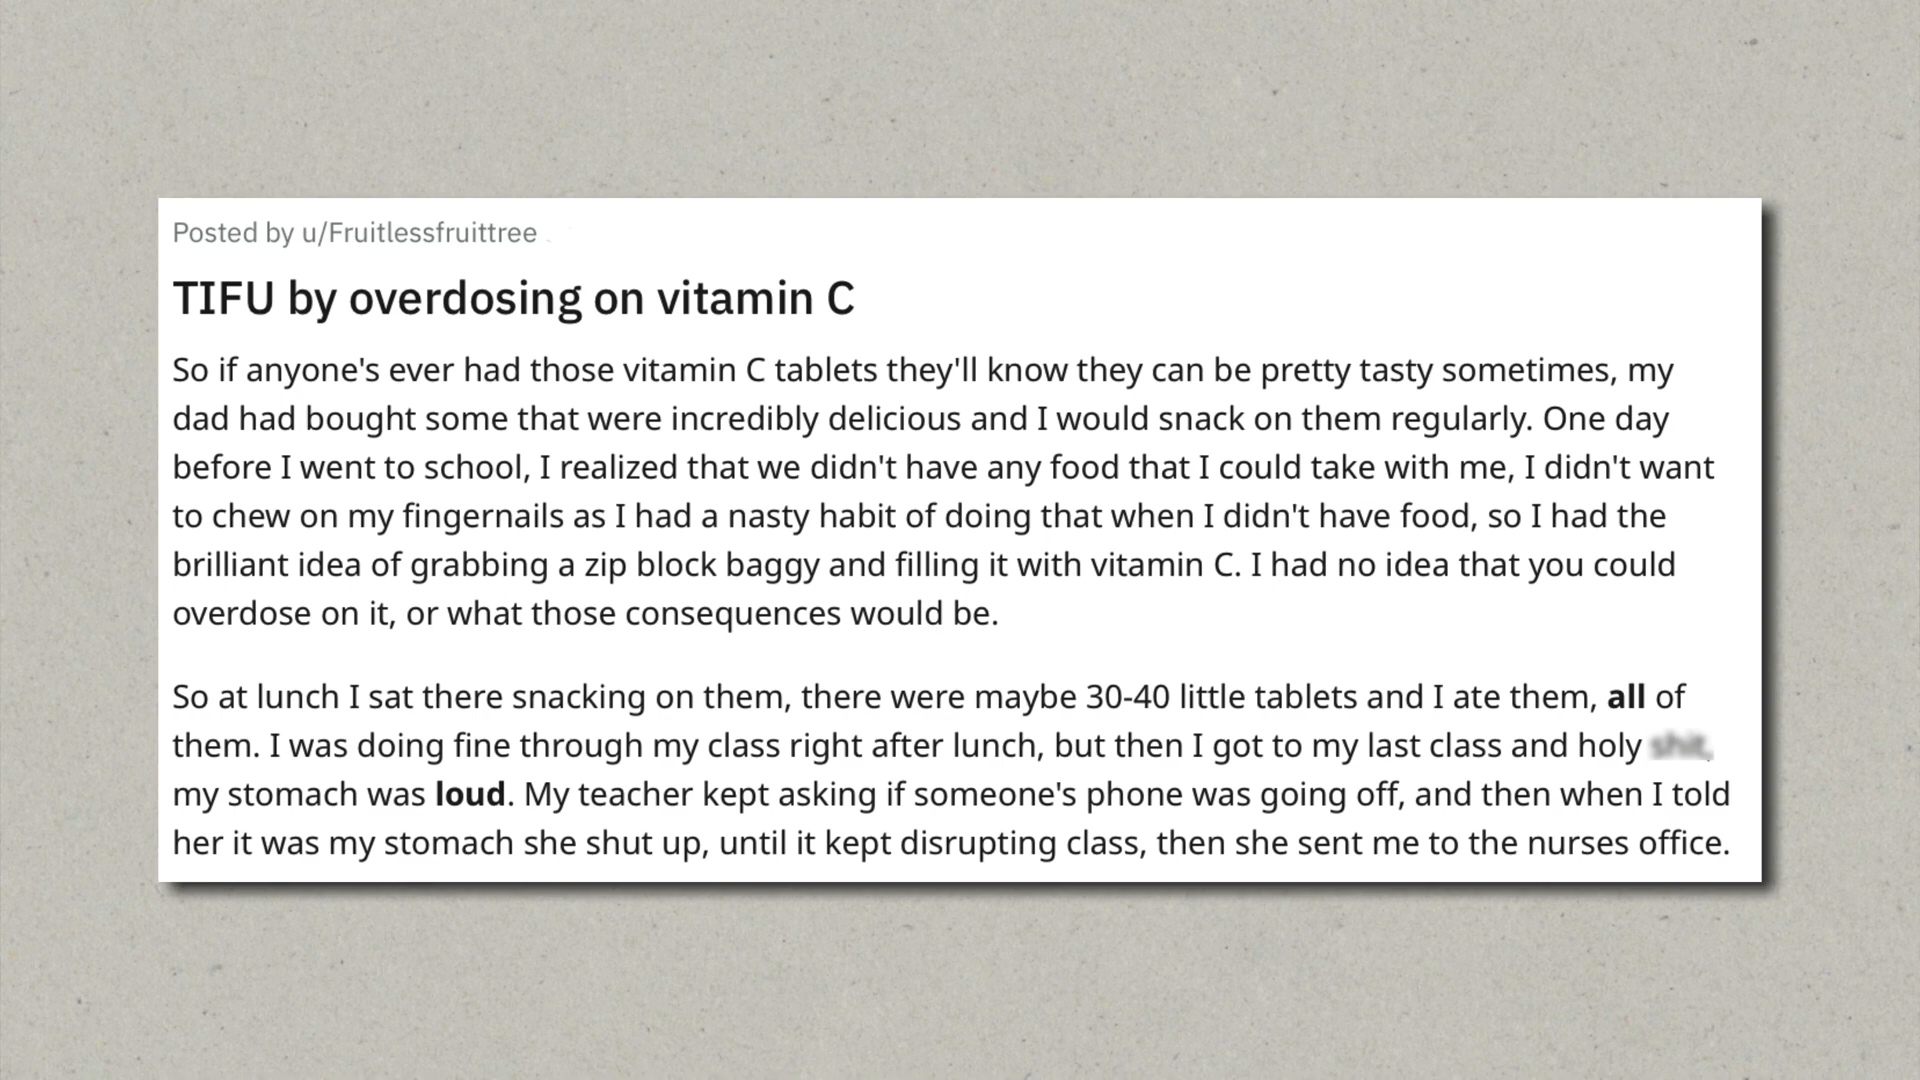 Posted by u/Fruitlessfruittree
TIFU by overdosing on vitamin C
So if anyone's ever had those vitamin C tablets they'll know they can be pretty tasty sometimes, my
dad had bought some that were incredibly delicious and I would snack on them regularly. One day
before I went to school, I realized that we didn't have any food that I could take with me, I didn't want
to chew on my fingernails as I had a nasty habit of doing that when I didn't have food, so I had the
brilliant idea of grabbing a zip block baggy and filling it with vitamin C. I had no idea that you could
overdose on it, or what those consequences would be.
So at lunch I sat there snacking on them, there were maybe 30-40 little tablets and I ate them, all of
them. I was doing fine through my class right after lunch, but then I got to my last class and holy shit,
my stomach was loud. My teacher kept asking if someone's phone was going off, and then when I told
her it was my stomach she shut up, until it kept disrupting class, then she sent me to the nurses office.